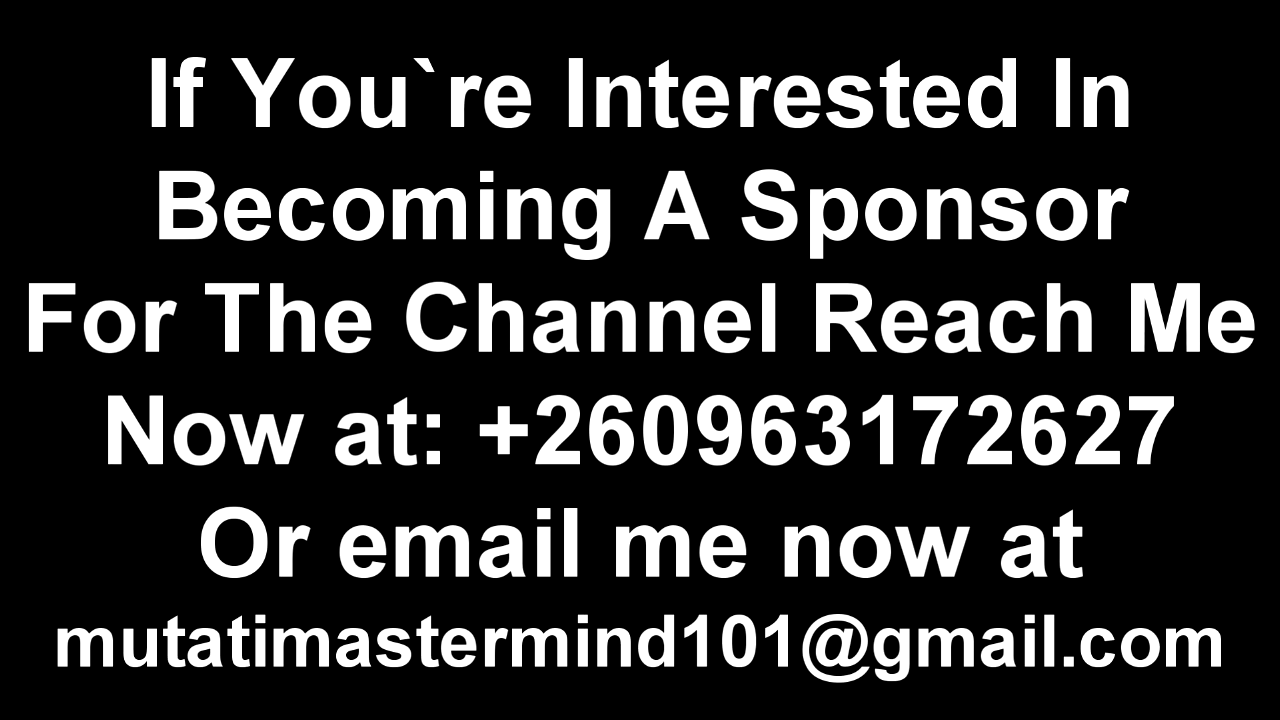 If You`re Interested In
Becoming A Sponsor
For The Channel Reach Me
Now at: +260963172627
Or email me now at
mutatimastermind101@gmail.com